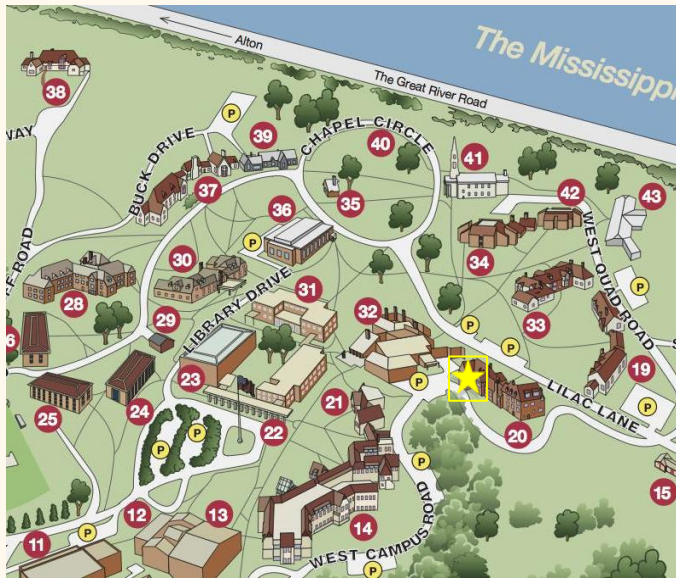 Alton
The Mississippi
The Great River Road
38
P
WAY
BUCK DRIVE
39
CHAPEL CIRCLE
40
41
37
35
42
43
36
WEST QUAD ROAD
P
34
P
30
28
LIBRARY DRIVE
31
32
33
29
P
P
19
23
P
LILAC LANE
P
25
24
21
22
20
P
P
P
15
12
13
14
11
P
WEST CAMPUS ROAD
P